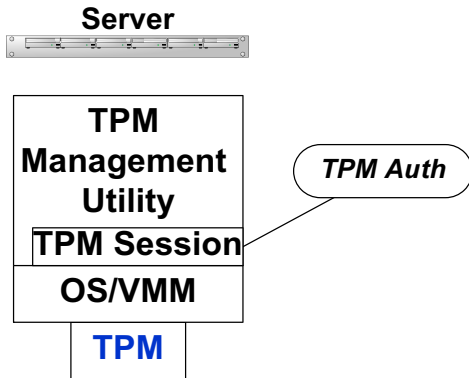 Server
TPM
Management
Utility
TPM Auth
TPM Session
OS/VMM
TPM